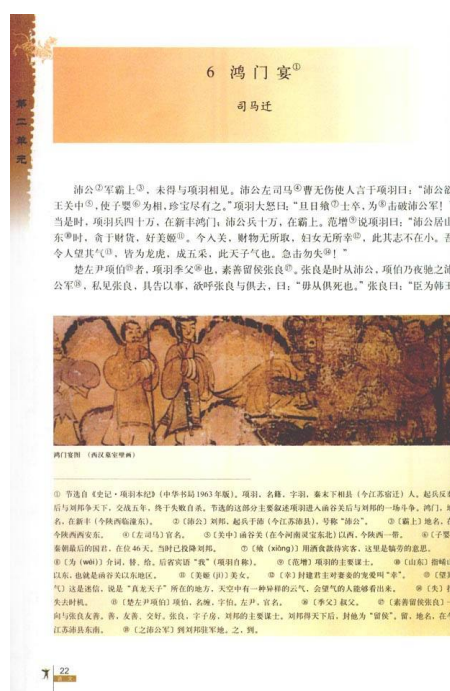 第二单元
6 鸿门宴①
司马迁
沛公②军霸上③，未得与项羽相见。沛公左司马④曹无伤使人言于项羽曰：“沛公欲
王关中⑤，使子婴⑥为相，珍宝尽有之。”项羽大怒曰：“旦日飨⑦士卒，为⑧击破沛公军！”
当是时，项羽兵四十万，在新丰鸿门；沛公兵十万，在霸上。范增⑨说项羽曰：“沛公居山
东⑩时，贪于财货，好美姬⑪。今入关，财物无所取，妇女无所幸⑫，此其志不在小。吾
令人望其气⑬，皆为龙虎，成五采，此天子气也。急击勿失⑭！”
楚左尹项伯⑮者，项羽季父⑯也，素善留侯张良⑰。张良是时从沛公，项伯乃夜驰之沛
公军⑱，私见张良，具告以事，欲呼张良与俱去，曰：“毋从俱死也。”张良曰：“臣为韩王
鸿门宴图 （西汉墓室壁画）
① 节选自《史记·项羽本纪》（中华书局1963年版）。项羽，名籍，字羽，秦末下相县（今江苏宿迁）人。起兵反秦
后与刘邦争天下，交战五年，终于失败自杀。节选的这部分主要叙述项羽进入函谷关后与刘邦的一场斗争。鸿门，地
名，在新丰（今陕西临潼东）。 ②〔沛公〕刘邦，起兵于沛（今江苏沛县），号称“沛公”。 ③〔霸上〕地名，在
今陕西西安东。 ④〔左司马〕官名。 ⑤〔关中〕函谷关（在今河南灵宝东北）以西，今陕西一带。 ⑥〔子婴〕
秦朝最后的国君，在位46天。当时已投降刘邦。 ⑦〔飨（xiǎng）〕用酒食款待宾客，这里是犒劳的意思。
⑧〔为（wèi）〕介词，替、给。后省宾语“我”（项羽自称）。 ⑨〔范增〕项羽的主要谋士。 ⑩〔山东〕指崤山
以东，也就是函谷关以东地区。 ⑪〔美姬（jī）〕美女。 ⑫〔幸〕封建君主对妻妾的宠爱叫“幸”。 ⑬〔望其
气〕这是迷信，说是“真龙天子”所在的地方，天空中有一种异样的云气，会望气的人能够看出来。 ⑭〔失〕
失去时机。 ⑮〔楚左尹项伯〕项伯，名缠，字伯。左尹，官名。 ⑯〔季父〕叔父。 ⑰〔素善留侯张良〕
向与张良友善。善，友善、交好。张良，字子房，刘邦的主要谋士。刘邦得天下后，封他为“留侯”。留，地名，在今
江苏沛县东南。 ⑱〔之沛公军〕到刘邦驻军地。之，到。
22
语文